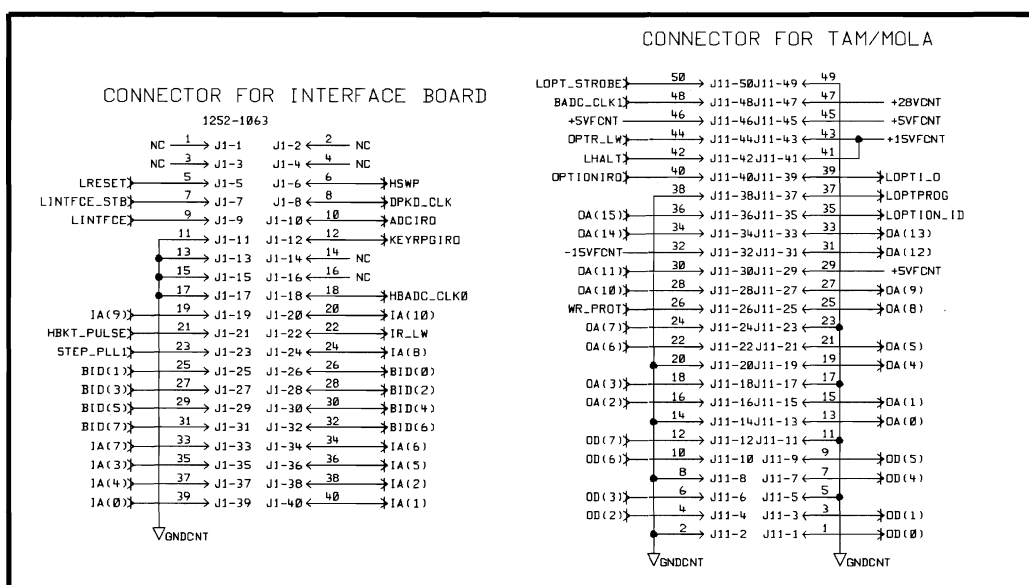 CONNECTOR FOR TAM/MOLA
CONNECTOR FOR INTERFACE BOARD
1252-1063
NC 1 J1-1 J1-2 2 NC
NC 3 J1-3 J1-4 4 NC
LRESET 5 J1-5 J1-6 6 HSWP
LINTFCE_STB 7 J1-7 J1-8 8 DPKD_CLK
LINTFCE 9 J1-9 J1-10 10 ADCIRQ
11 J1-11 J1-12 12 KEYRPGIRQ
13 J1-13 J1-14 14 NC
15 J1-15 J1-16 16 NC
17 J1-17 J1-18 18 HBADC_CLK0
IA(9) 19 J1-19 J1-20 20 IA(10)
HBKT_PULSE 21 J1-21 J1-22 22 IR_LW
STEP_PLL1 23 J1-23 J1-24 24 IA(8)
BID(1) 25 J1-25 J1-26 26 BID(0)
BID(3) 27 J1-27 J1-28 28 BID(2)
BID(5) 29 J1-29 J1-30 30 BID(4)
BID(7) 31 J1-31 J1-32 32 BID(6)
IA(7) 33 J1-33 J1-34 34 IA(6)
IA(3) 35 J1-35 J1-36 36 IA(5)
IA(4) 37 J1-37 J1-38 38 IA(2)
IA(0) 39 J1-39 J1-40 40 IA(1)
GNDCNT
LOPT_STROBE 50 J11-50 J11-49 49
BADC_CLK1 48 J11-48 J11-47 47 +28VCNT
+5VFCNT 46 J11-46 J11-45 45 +5VFCNT
OPTR_LW 44 J11-44 J11-43 43 +15VFCNT
LHALT 42 J11-42 J11-41 41
OPTIONIRQ 40 J11-40 J11-39 39 LOPTI_O
38 J11-38 J11-37 37 LOPTPROG
OA(15) 36 J11-36 J11-35 35 LOPTION_ID
OA(14) 34 J11-34 J11-33 33 OA(13)
-15VFCNT 32 J11-32 J11-31 31 OA(12)
OA(11) 30 J11-30 J11-29 29 +5VFCNT
OA(10) 28 J11-28 J11-27 27 OA(9)
WR_PROT 26 J11-26 J11-25 25 OA(8)
OA(7) 24 J11-24 J11-23 23
OA(6) 22 J11-22 J11-21 21 OA(5)
20 J11-20 J11-19 19 OA(4)
OA(3) 18 J11-18 J11-17 17
OA(2) 16 J11-16 J11-15 15 OA(1)
14 J11-14 J11-13 13 OA(0)
OD(7) 12 J11-12 J11-11 11
OD(6) 10 J11-10 J11-9 9 OD(5)
8 J11-8 J11-7 7 OD(4)
OD(3) 6 J11-6 J11-5 5
OD(2) 4 J11-4 J11-3 3 OD(1)
2 J11-2 J11-1 1 OD(0)
GNDCNT GNDCNT